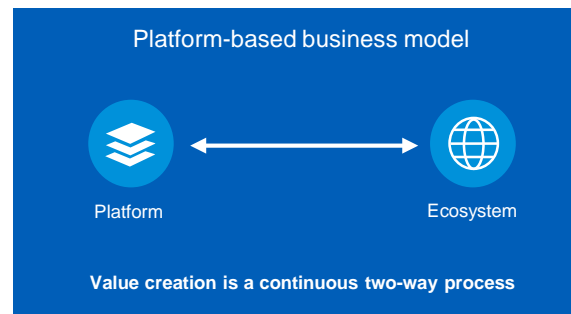 Platform-based business model
Platform
Ecosystem
Value creation is a continuous two-way process